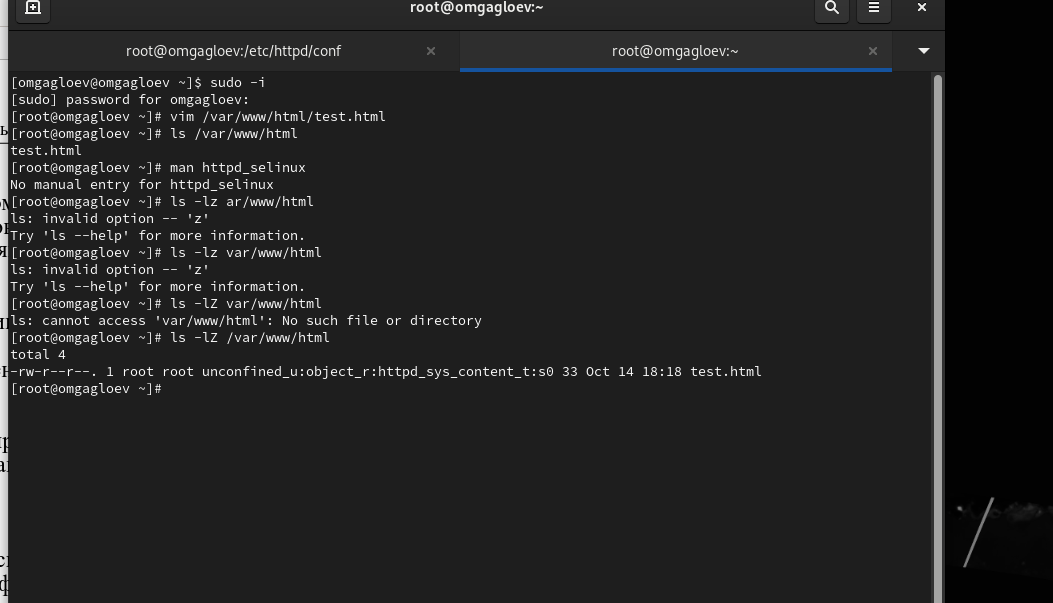 root@omgagloev:~
root@omgagloev:/etc/httpd/conf
root@omgagloev:~
[omgagloev@omgagloev ~]$ sudo -i
[sudo] password for omgagloev:
[root@omgagloev ~]# vim /var/www/html/test.html
[root@omgagloev ~]# ls /var/www/html
test.html
[root@omgagloev ~]# man httpd_selinux
No manual entry for httpd_selinux
[root@omgagloev ~]# ls -lz ar/www/html
ls: invalid option -- 'z'
Try 'ls --help' for more information.
[root@omgagloev ~]# ls -lz var/www/html
ls: invalid option -- 'z'
Try 'ls --help' for more information.
[root@omgagloev ~]# ls -lZ var/www/html
ls: cannot access 'var/www/html': No such file or directory
[root@omgagloev ~]# ls -lZ /var/www/html
total 4
-rw-r--r--. 1 root root unconfined_u:object_r:httpd_sys_content_t:s0 33 Oct 14 18:18 test.html
[root@omgagloev ~]#